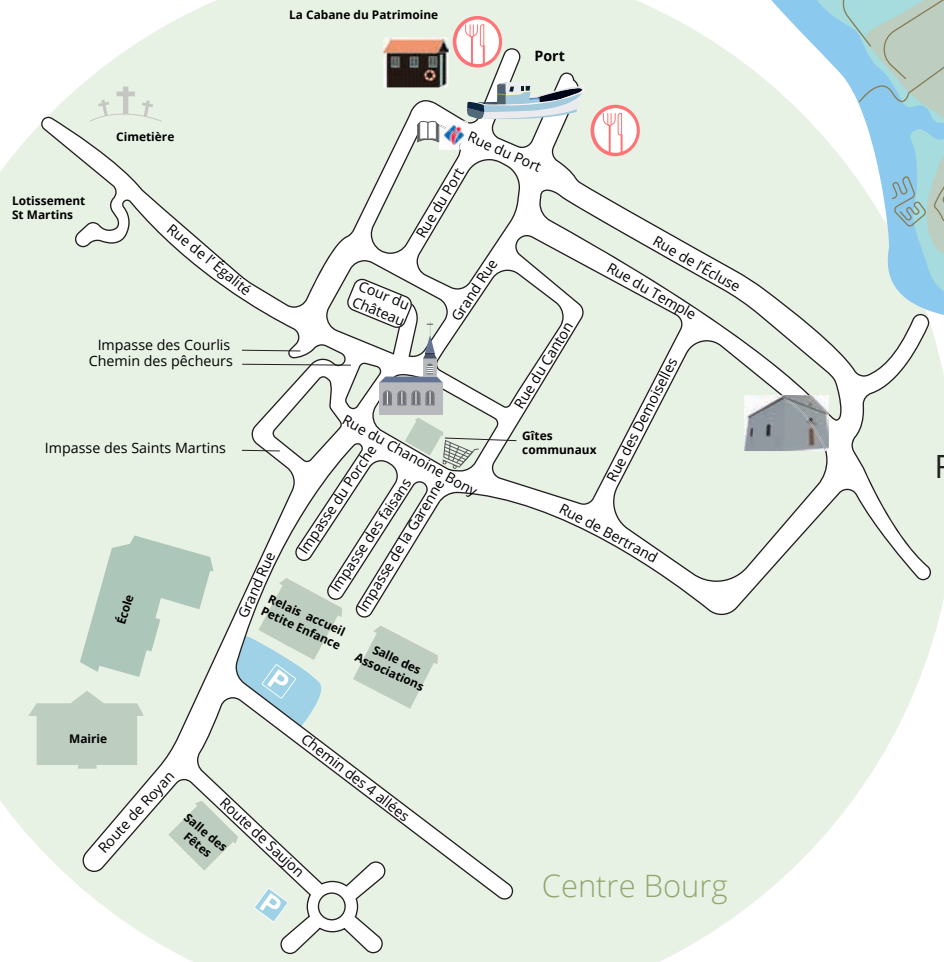 La Cabane du Patrimoine
Port
Cimetière
Rue du Port
Lotissement
St Martins
Rue du Port
Rue de l' Egalité
Rue de l'Écluse
Grand Rue
Rue du Temple
Cour du
Château
Impasse des Courlis
Chemin des pêcheurs
Rue du Canton
Rue des Demoiselles
Rue du Chanoine Bony
Gîtes
communaux
Impasse des Saints Martins
Impasse du Porche
Impasse des faisans
Impasse de la Garenne
Rue de Bertrand
Grand Rue
École
Relais accueil
Petite Enfance
Salle des
Associations
P
Mairie
Chemin des 4 allées
Route de Royan
Route de Saujon
Salle des
Fêtes
P
Centre Bourg